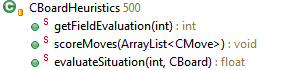 CBoardHeuristics 500
S getFieldEvaluation(int) : int
S scoreMoves(ArrayList<CMove>) : void
S evaluateSituation(int, CBoard) : float